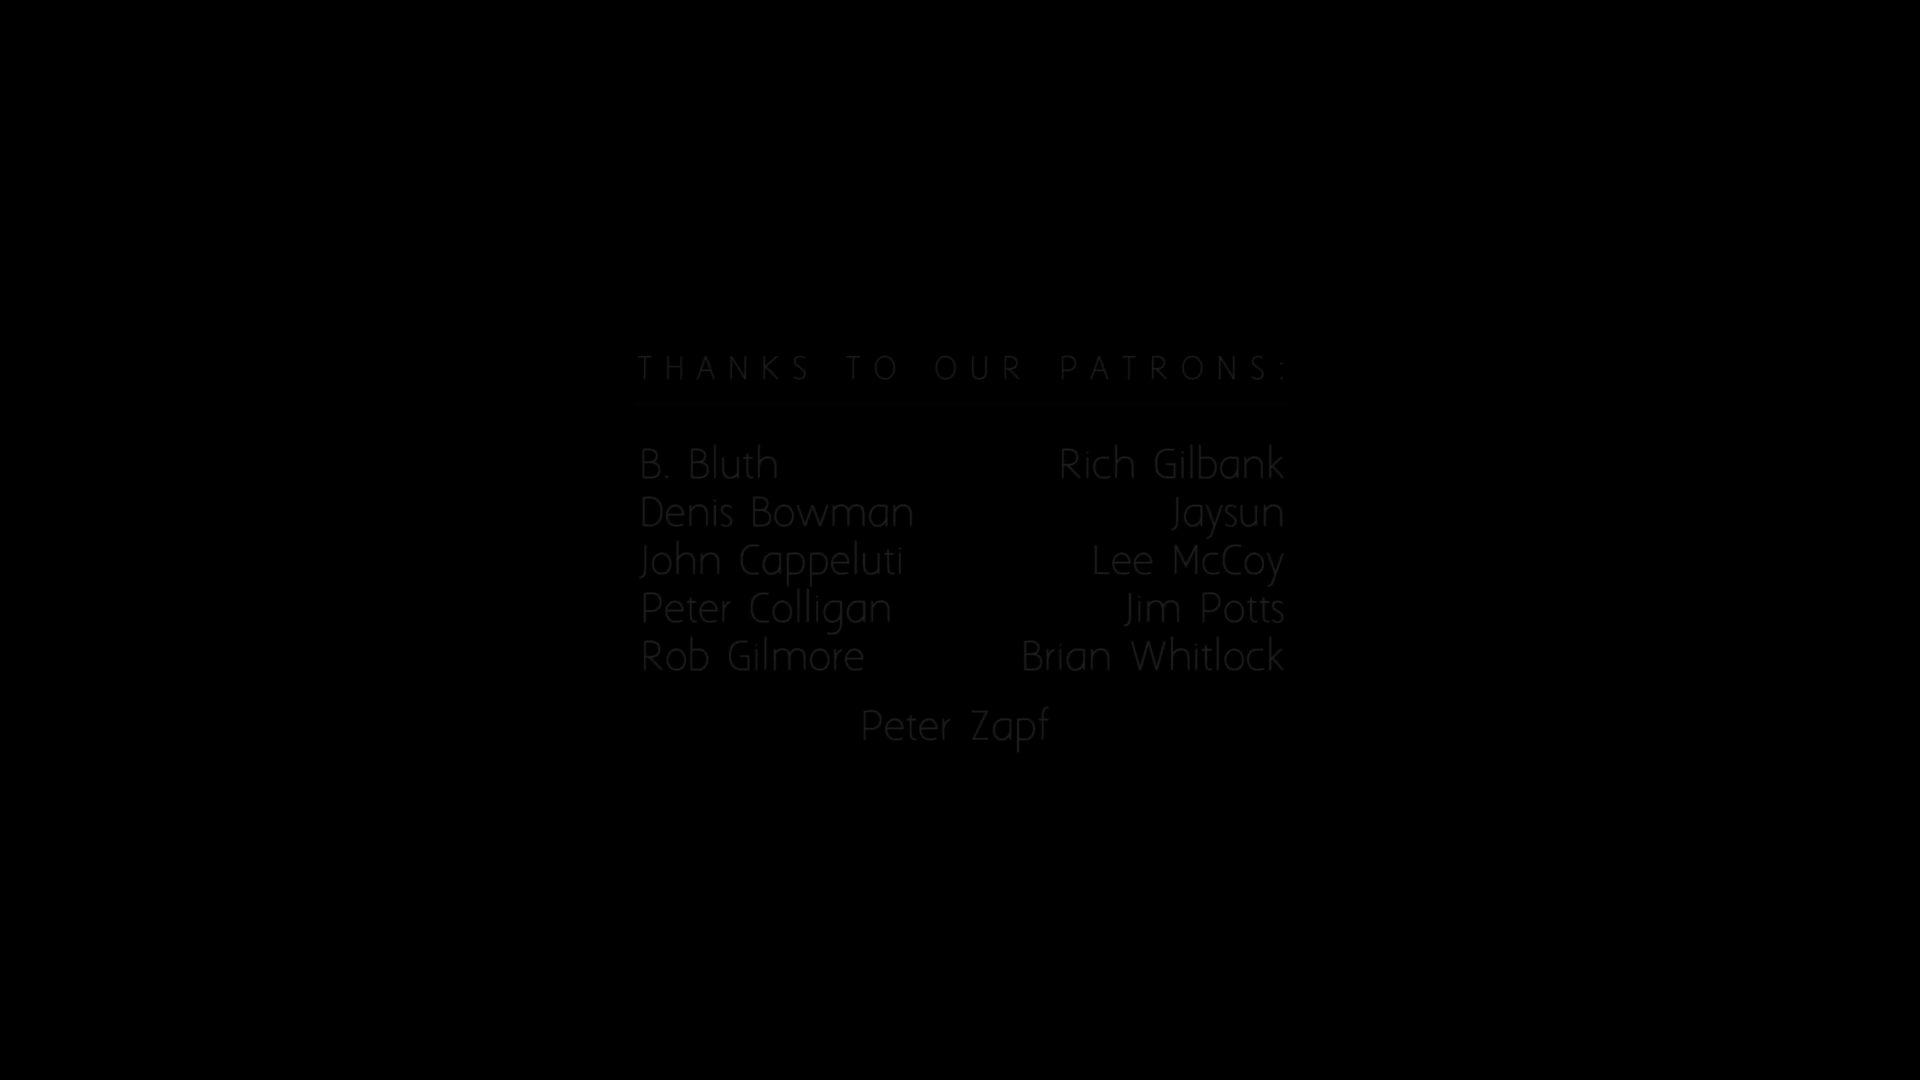 THANKS TO OUR PATRONS:
B. Bluth
Denis Bowman
John Cappeluti
Peter Colligan
Rob Gilmore
Rich Gilbank
Jaysun
Lee McCoy
Jim Potts
Brian Whitlock
Peter Zapf